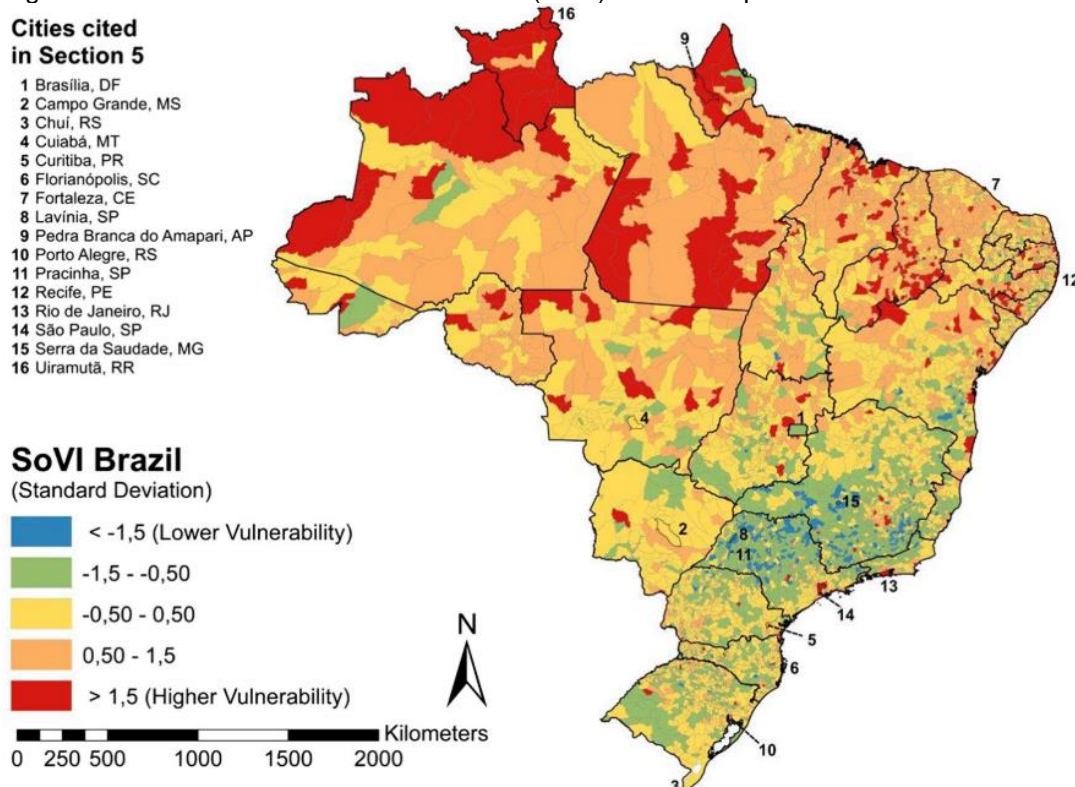 Cities cited
in Section 5
1 Brasília, DF
2 Campo Grande, MS
3 Chuí, RS
4 Cuiabá, MT
5 Curitiba, PR
6 Florianópolis, SC
7 Fortaleza, CE
8 Lavínia, SP
9 Pedra Branca do Amapari, AP
10 Porto Alegre, RS
11 Pracinha, SP
12 Recife, PE
13 Rio de Janeiro, RJ
14 São Paulo, SP
15 Serra da Saudade, MG
16 Uiramutã, RR
SoVI Brazil
(Standard Deviation)
< -1,5 (Lower Vulnerability)
-1,5 - -0,50
-0,50 - 0,50
0,50 - 1,5
> 1,5 (Higher Vulnerability)
Kilometers
0 250 500 1000 1500 2000
N
16
9
7
12
4
1
2
15
8
11
13
14
5
6
10
3